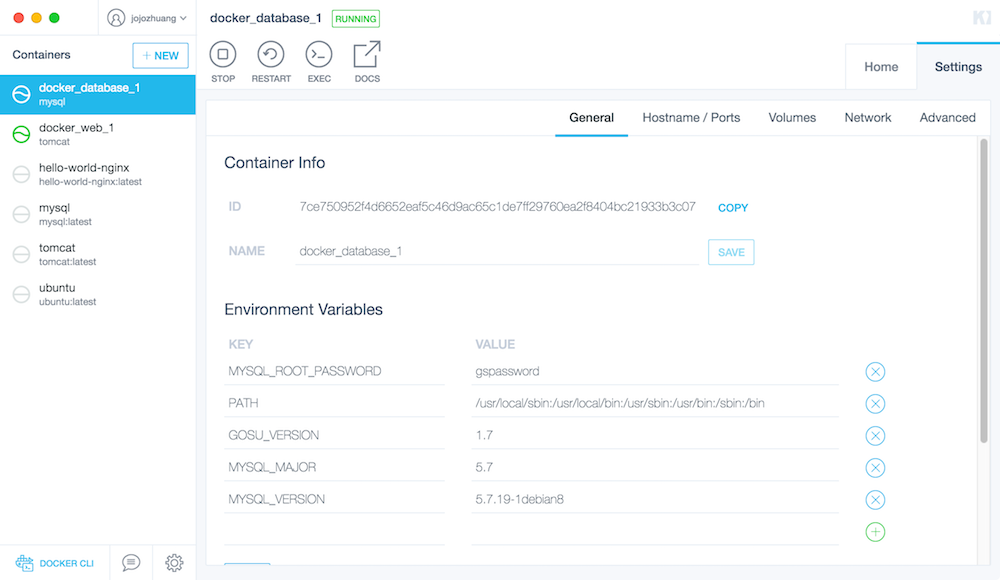 jojozhuang
Containers
+ NEW
docker_database_1
mysql
docker_web_1
tomcat
hello-world-nginx
hello-world-nginx:latest
mysql
mysql:latest
tomcat
tomcat:latest
ubuntu
ubuntu:latest
DOCKER CLI
docker_database_1 RUNNING
STOP RESTART EXEC DOCS
Home Settings
General Hostname / Ports Volumes Network Advanced
Container Info
ID 7ce750952f4d6652eaf5c46d9ac65c1de7ff29760ea2f8404bc21933b3c07 COPY
NAME docker_database_1 SAVE
Environment Variables
KEY VALUE
MYSQL_ROOT_PASSWORD gspassword
PATH /usr/local/sbin:/usr/local/bin:/usr/sbin:/usr/bin:/sbin:/bin
GOSU_VERSION 1.7
MYSQL_MAJOR 5.7
MYSQL_VERSION 5.7.19-1debian8